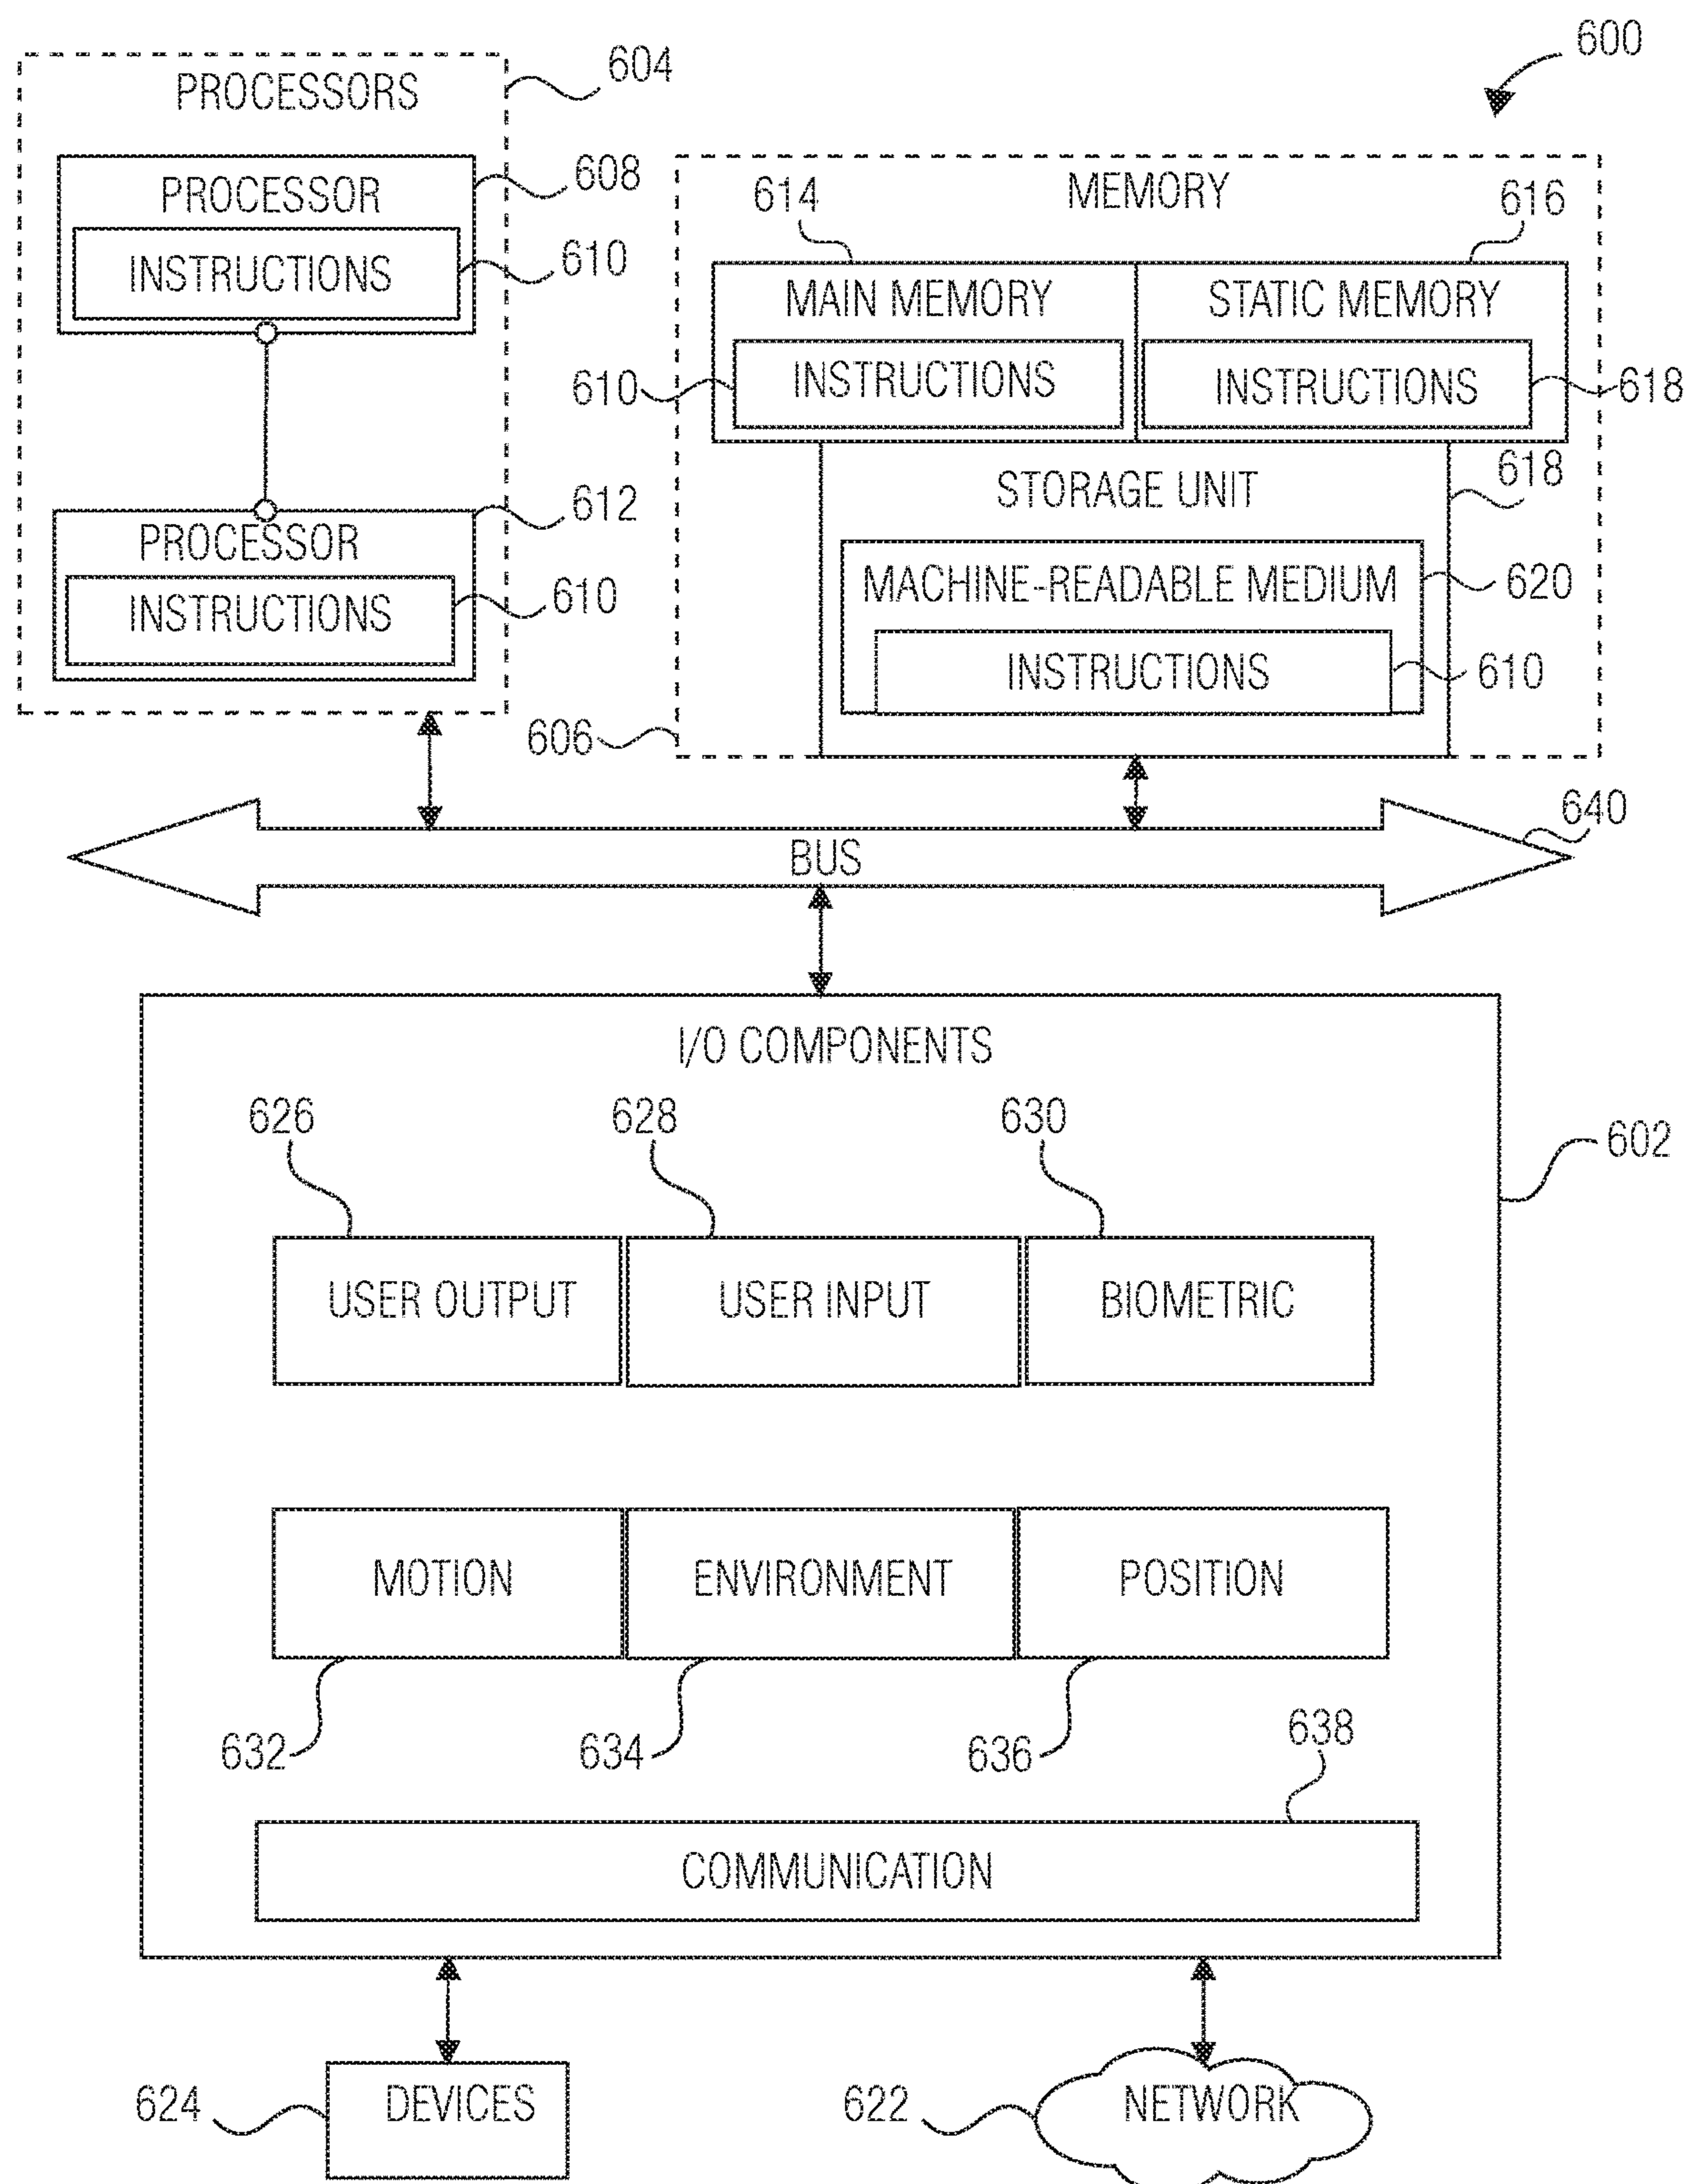 600
604
PROCESSORS
608
PROCESSOR
INSTRUCTIONS
610
612
PROCESSOR
INSTRUCTIONS
610
MEMORY
614
616
MAIN MEMORY
STATIC MEMORY
610
INSTRUCTIONS
INSTRUCTIONS
618
STORAGE UNIT
618
MACHINE-READABLE MEDIUM
620
INSTRUCTIONS
610
606
640
BUS
I/O COMPONENTS
602
626
628
630
USER OUTPUT
USER INPUT
BIOMETRIC
MOTION
ENVIRONMENT
POSITION
632
634
636
638
COMMUNICATION
624
DEVICES
622
NETWORK